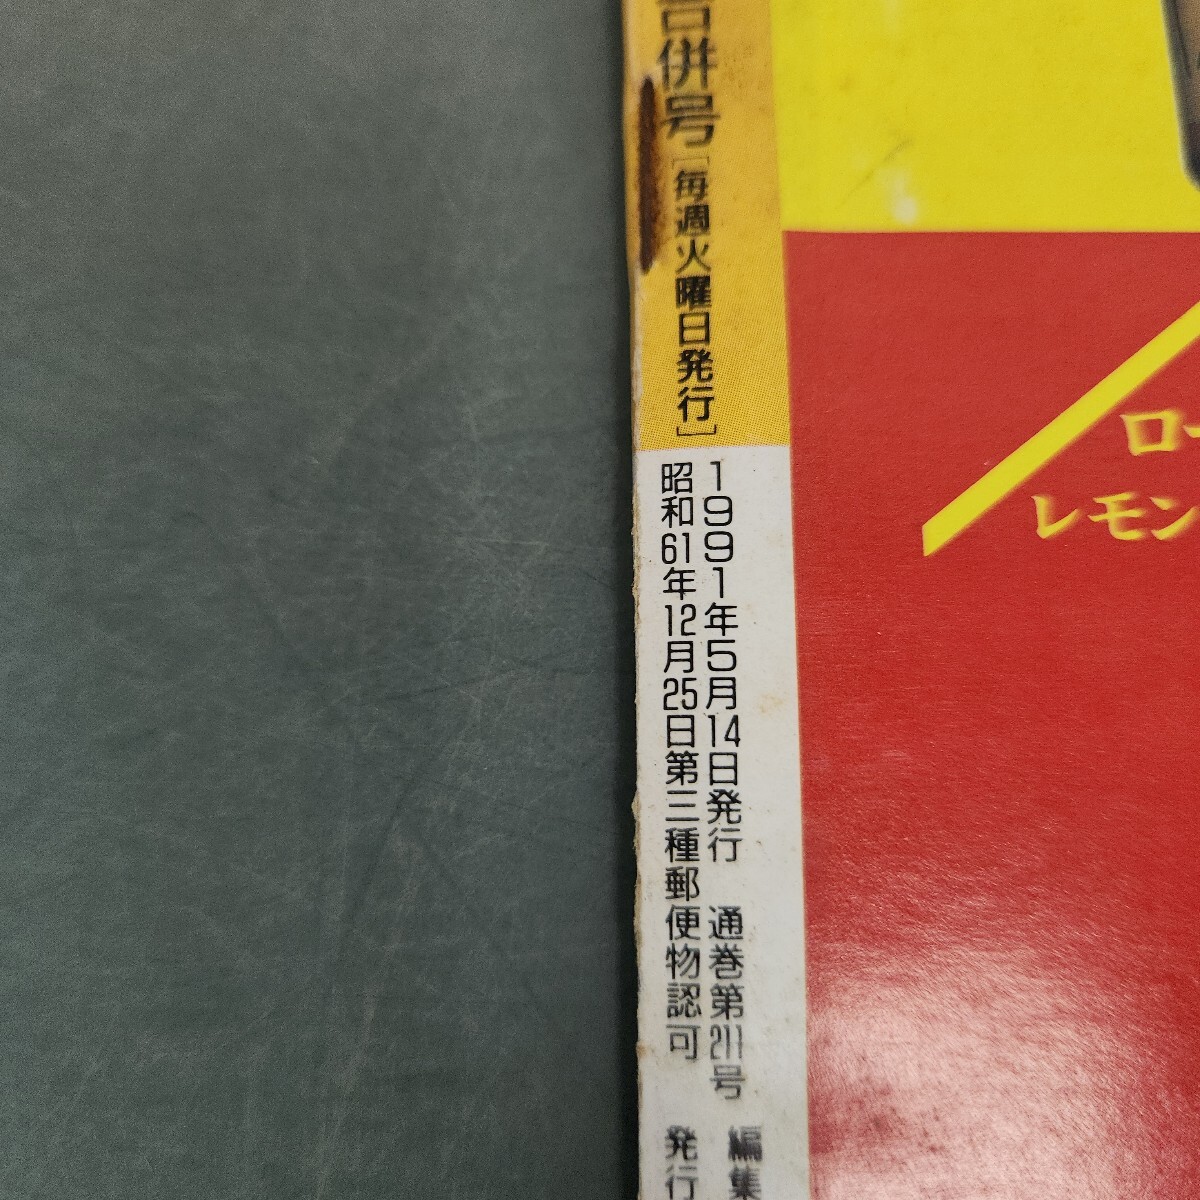 併号[毎週火曜日発行]
1991年5月14日発行 通巻第211号 編集
昭和61年12月25日第三種郵便物認可 発行
ロー
レモン